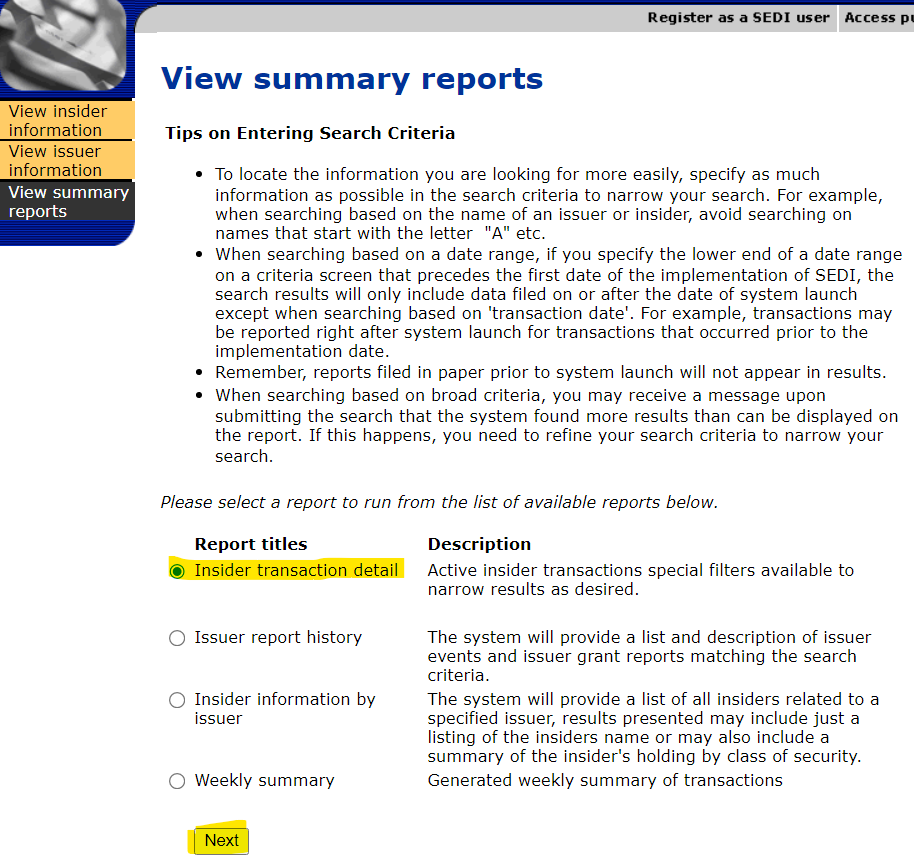 Register as a SEDI user
Access pu
View insider
information
View issuer
information
View summary
reports
View summary reports
Tips on Entering Search Criteria
To locate the information you are looking for more easily, specify as much
information as possible in the search criteria to narrow your search. For example,
when searching based on the name of an issuer or insider, avoid searching on
names that start with the letter "A" etc.
When searching based on a date range, if you specify the lower end of a date range
on a criteria screen that precedes the first date of the implementation of SEDI, the
search results will only include data filed on or after the date of system launch
except when searching based on 'transaction date'. For example, transactions may
be reported right after system launch for transactions that occurred prior to the
implementation date.
Remember, reports filed in paper prior to system launch will not appear in results.
When searching based on broad criteria, you may receive a message upon
submitting the search that the system found more results than can be displayed on
the report. If this happens, you need to refine your search criteria to narrow your
search.
Please select a report to run from the list of available reports below.
Report titles
Description
Insider transaction detail
Active insider transactions special filters available to
narrow results as desired.
Issuer report history
The system will provide a list and description of issuer
events and issuer grant reports matching the search
criteria.
Insider information by
issuer
The system will provide a list of all insiders related to a
specified issuer, results presented may include just a
listing of the insiders name or may also include a
summary of the insider's holding by class of security.
Weekly summary
Generated weekly summary of transactions
Next